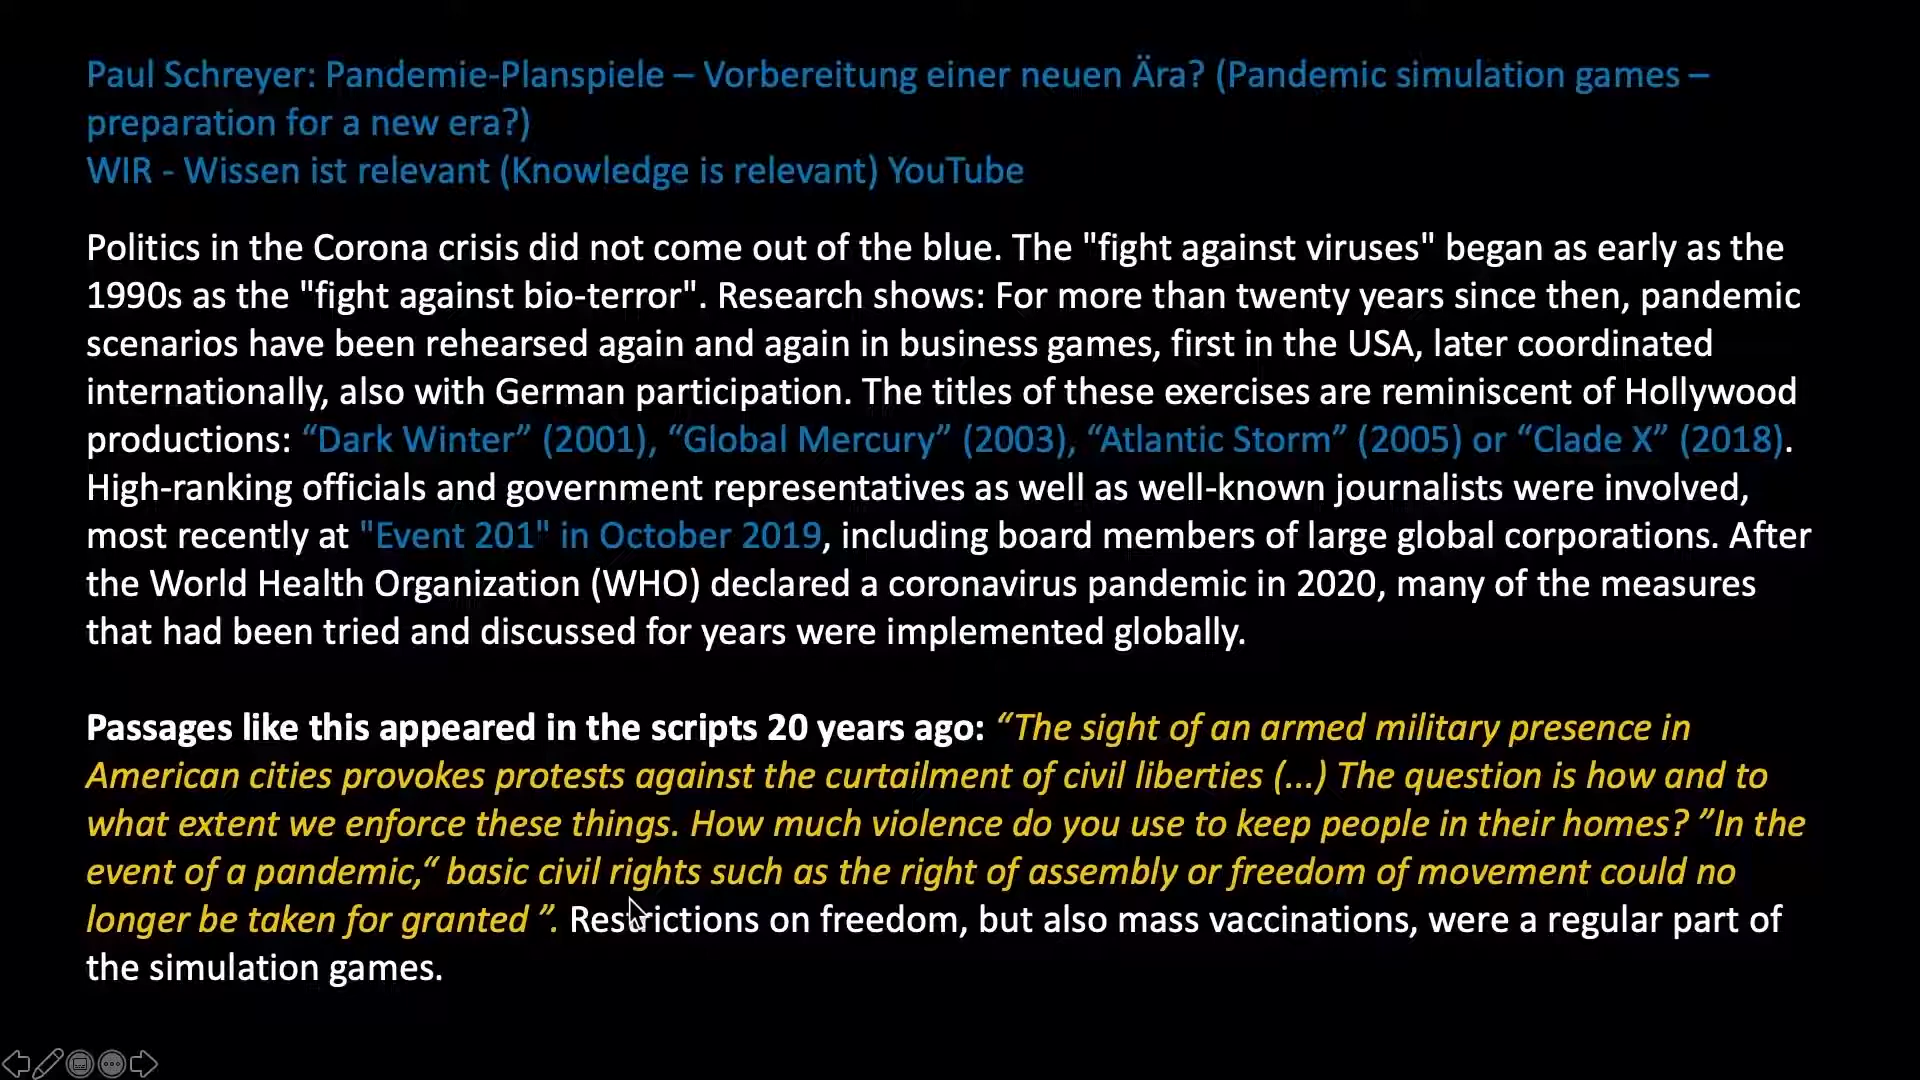 Paul Schreyer: Pandemie-Planspiele – Vorbereitung einer neuen Ära? (Pandemic simulation games –
preparation for a new era?)
WIR - Wissen ist relevant (Knowledge is relevant) YouTube
Politics in the Corona crisis did not come out of the blue. The "fight against viruses" began as early as the
1990s as the "fight against bio-terror". Research shows: For more than twenty years since then, pandemic
scenarios have been rehearsed again and again in business games, first in the USA, later coordinated
internationally, also with German participation. The titles of these exercises are reminiscent of Hollywood
productions: “Dark Winter” (2001), “Global Mercury” (2003), “Atlantic Storm” (2005) or “Clade X” (2018).
High-ranking officials and government representatives as well as well-known journalists were involved,
most recently at "Event 201" in October 2019, including board members of large global corporations. After
the World Health Organization (WHO) declared a coronavirus pandemic in 2020, many of the measures
that had been tried and discussed for years were implemented globally.
Passages like this appeared in the scripts 20 years ago: “The sight of an armed military presence in
American cities provokes protests against the curtailment of civil liberties (...) The question is how and to
what extent we enforce these things. How much violence do you use to keep people in their homes? ”In the
event of a pandemic,“ basic civil rights such as the right of assembly or freedom of movement could no
longer be taken for granted ”. Restrictions on freedom, but also mass vaccinations, were a regular part of
the simulation games.